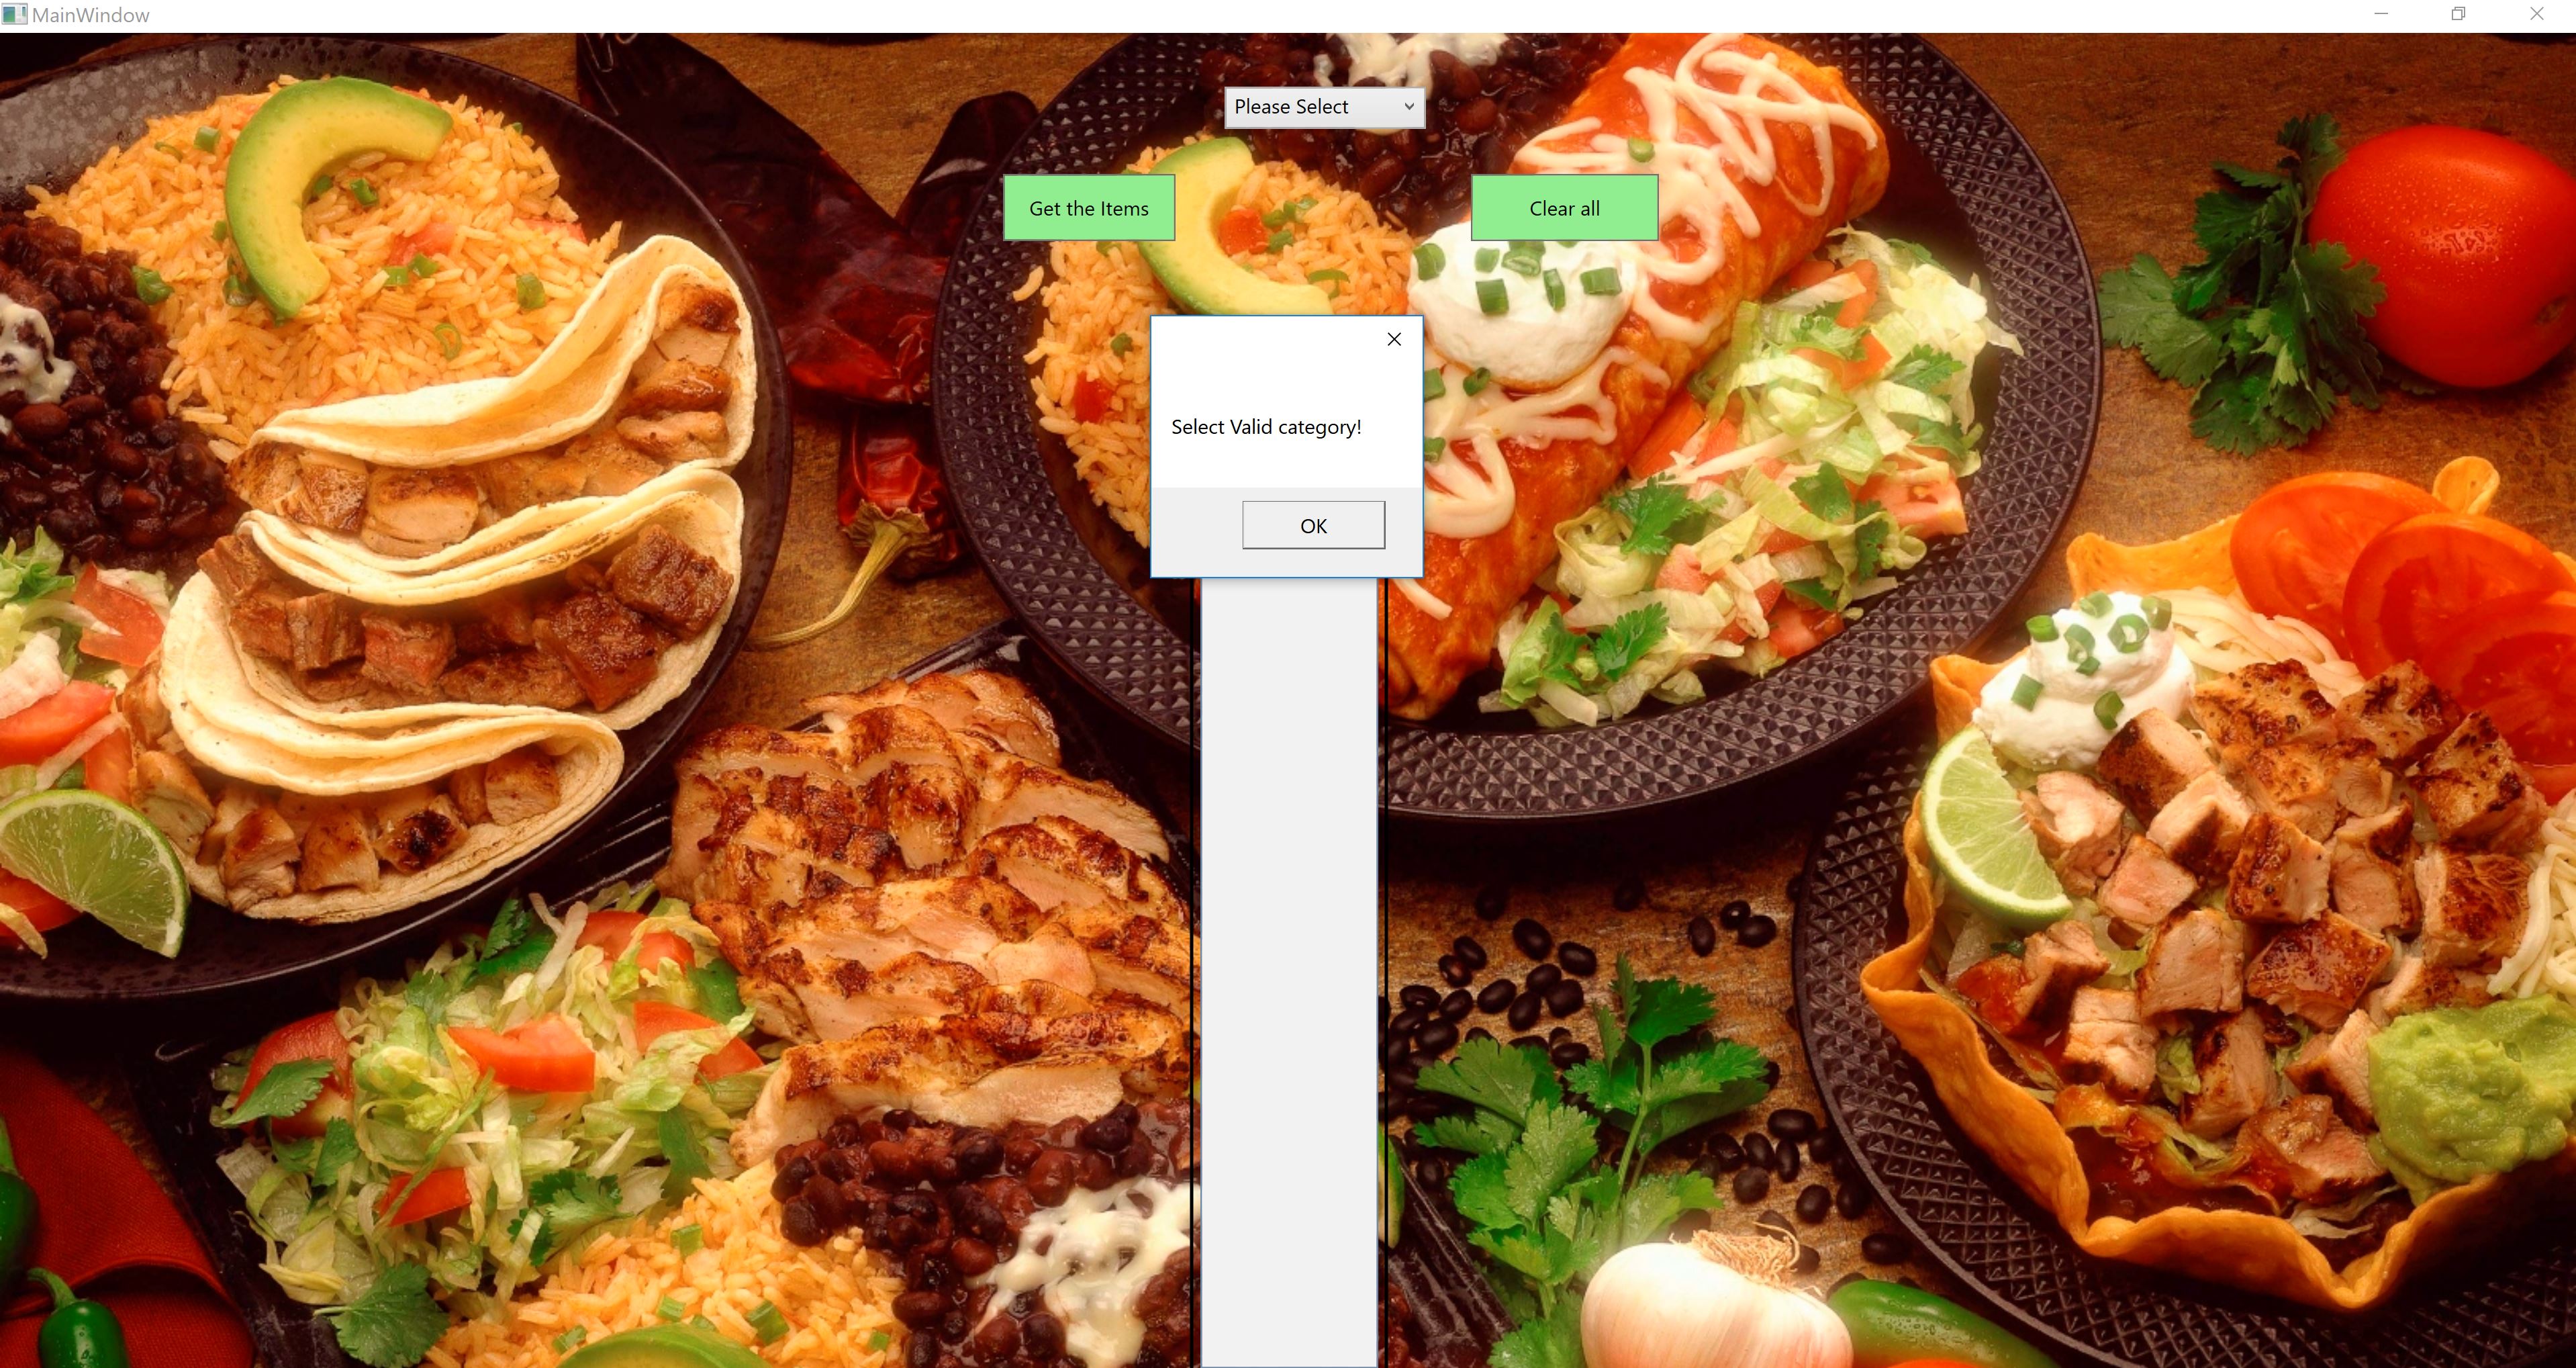 MainWindow
Please Select
Get the Items
Clear all
Select Valid category!
OK